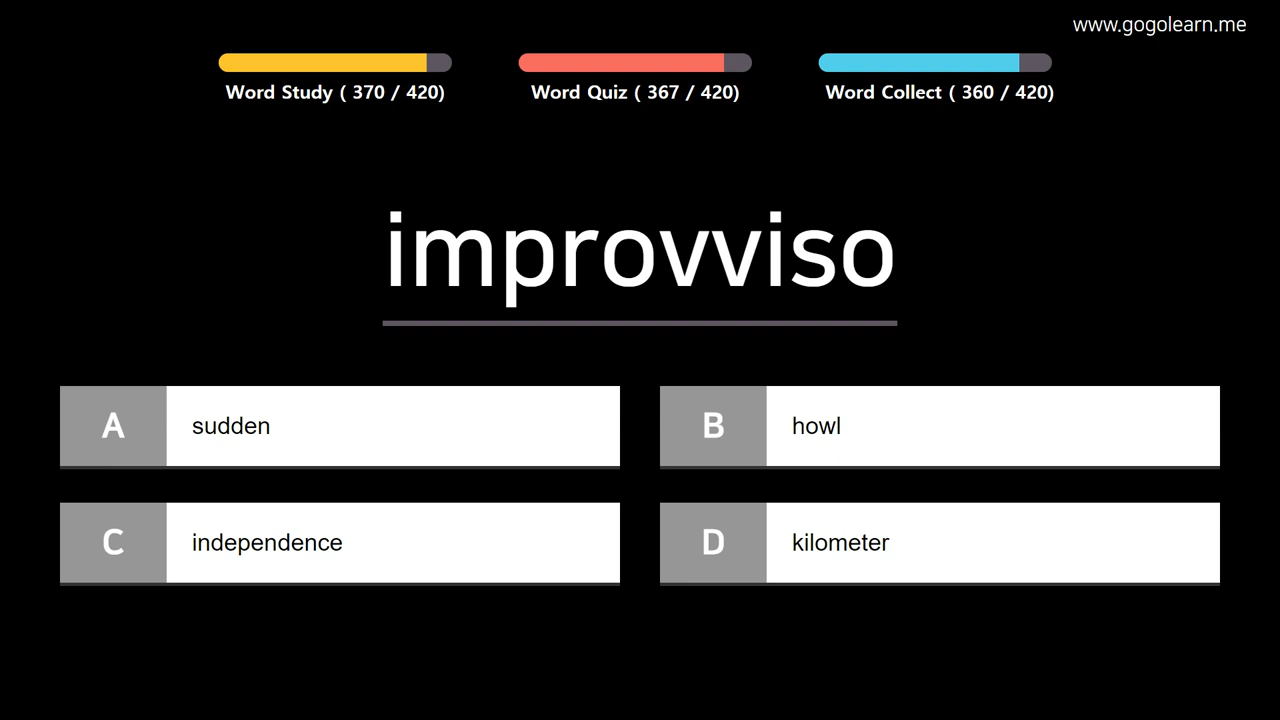 www.gogolearn.me
Word Study ( 370 / 420)
Word Quiz ( 367 / 420)
Word Collect ( 360 / 420)
improvviso
A sudden
B howl
C independence
D kilometer